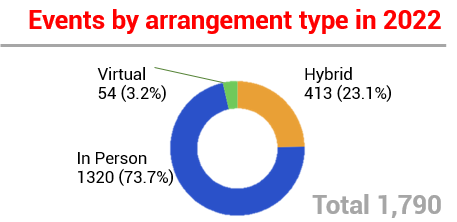 Events by arrangement type in 2022
Virtual
54 (3.2%)
Hybrid
413 (23.1%)
In Person
1320 (73.7%)
Total 1,790